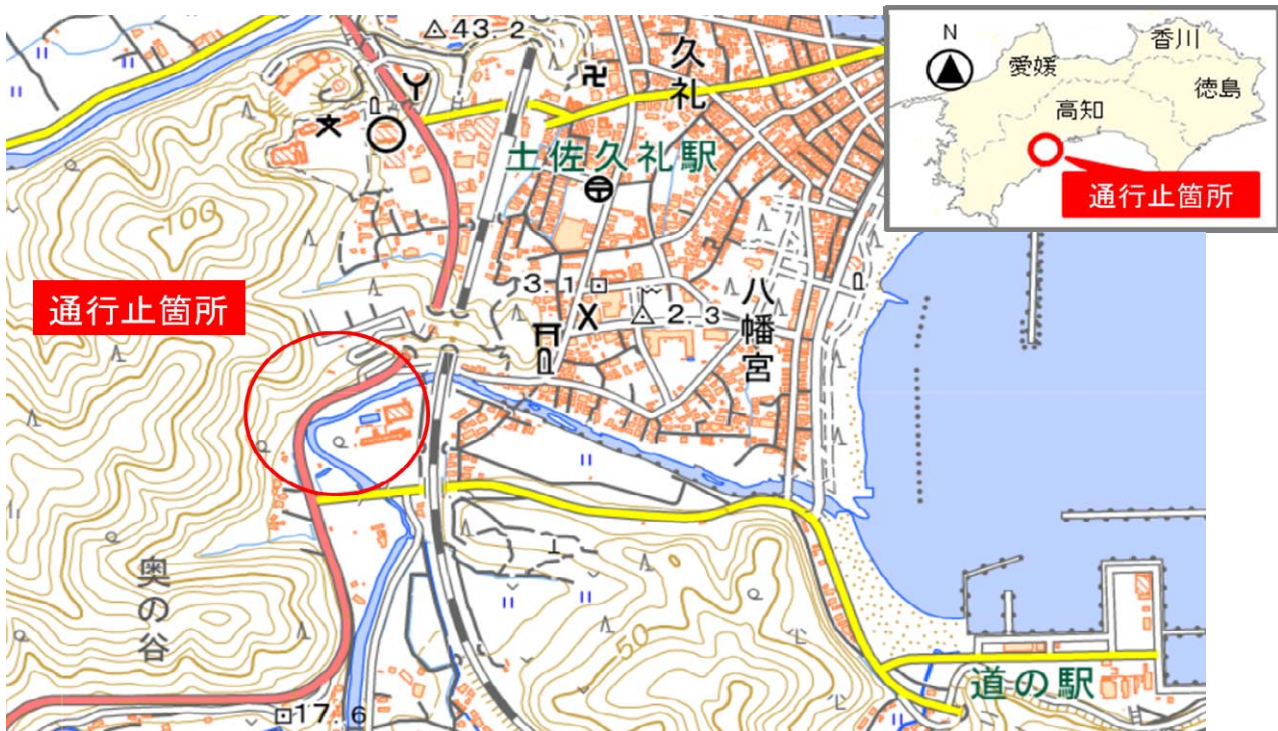 43.2
久礼
土佐久礼駅
100
3.1
2.3
八幡宮
通行止箇所
奥の谷
50
17.6
道の駅
N
愛媛
香川
徳島
高知
通行止箇所